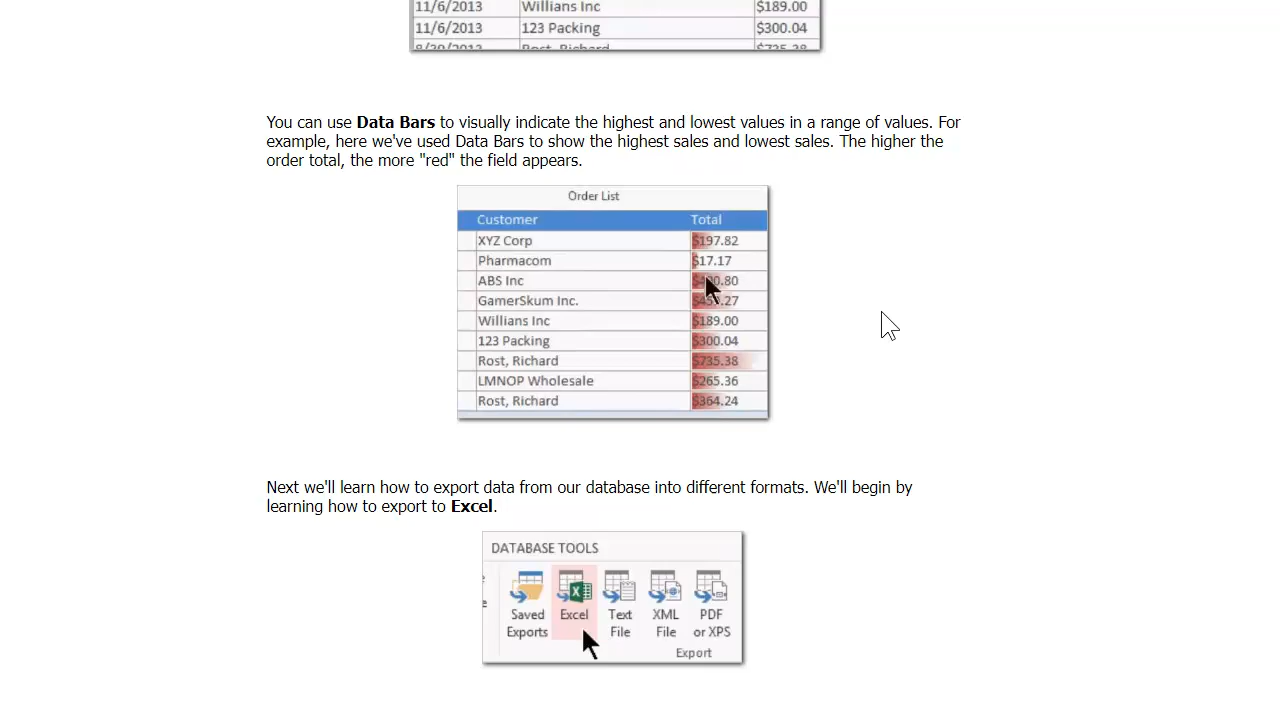 11/6/2013 Willians Inc $189.00
11/6/2013 123 Packing $300.04
Rost, Richard
You can use Data Bars to visually indicate the highest and lowest values in a range of values. For
example, here we've used Data Bars to show the highest sales and lowest sales. The higher the
order total, the more "red" the field appears.
Order List
Customer Total
XYZ Corp $197.82
Pharmacom $17.17
ABS Inc
GamerSkum Inc.
Willians Inc $189.00
123 Packing $300.04
Rost, Richard $735.38
LMNOP Wholesale $265.36
Rost, Richard $364.24
Next we'll learn how to export data from our database into different formats. We'll begin by
learning how to export to Excel.
DATABASE TOOLS
Saved Excel Text XML PDF
Exports File File or XPS
Export